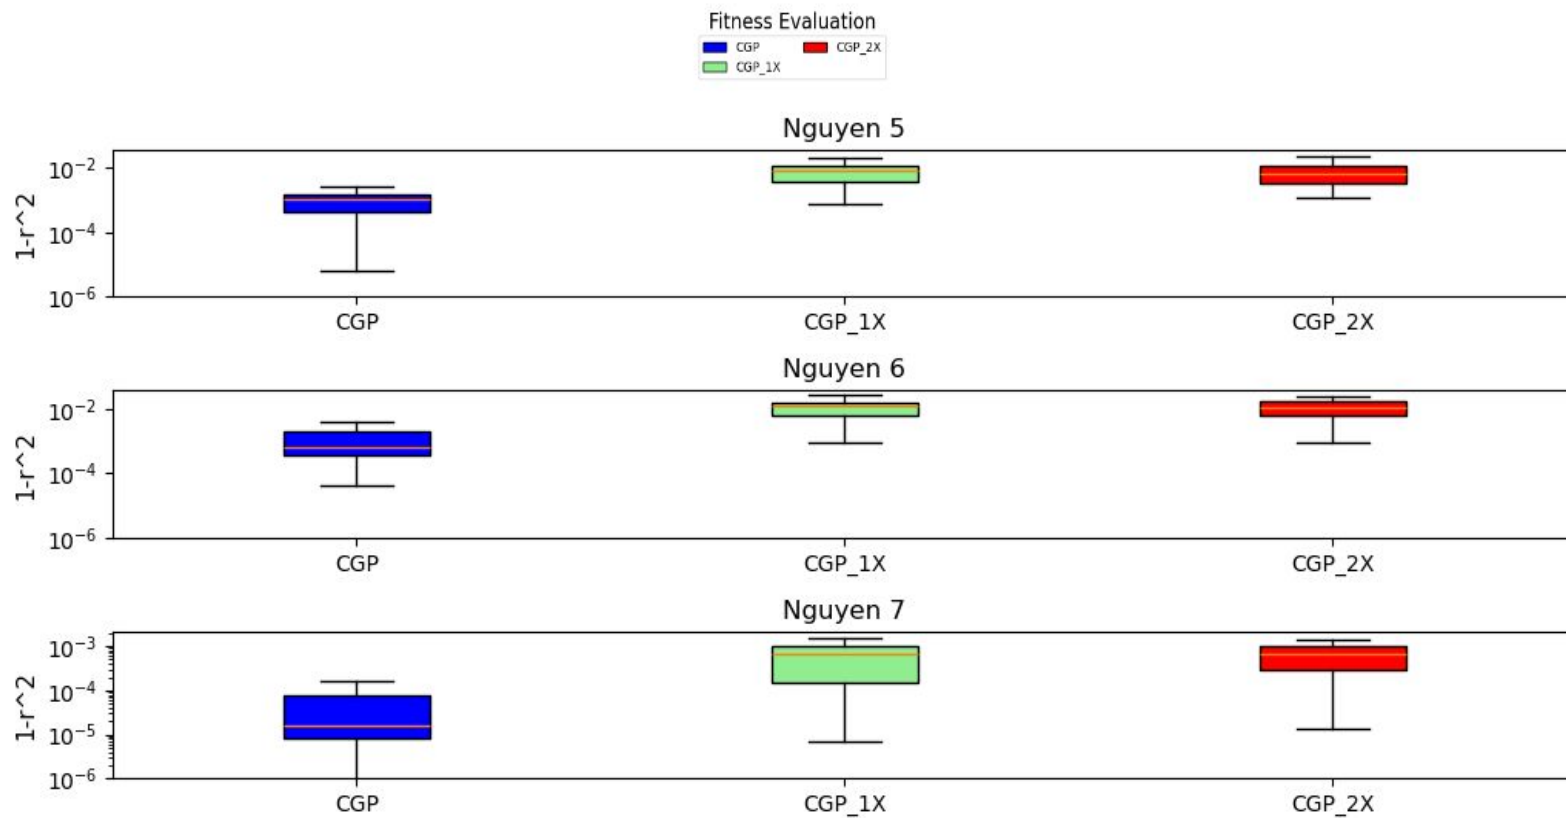 Fitness Evaluation
CGP CGP_2X
CGP_1X
Nguyen 5
10^-2
10^-4
10^-6
1-r^2
CGP CGP_1X CGP_2X
Nguyen 6
10^-2
10^-4
10^-6
1-r^2
CGP CGP_1X CGP_2X
Nguyen 7
10^-3
10^-4
10^-5
10^-6
1-r^2
CGP CGP_1X CGP_2X